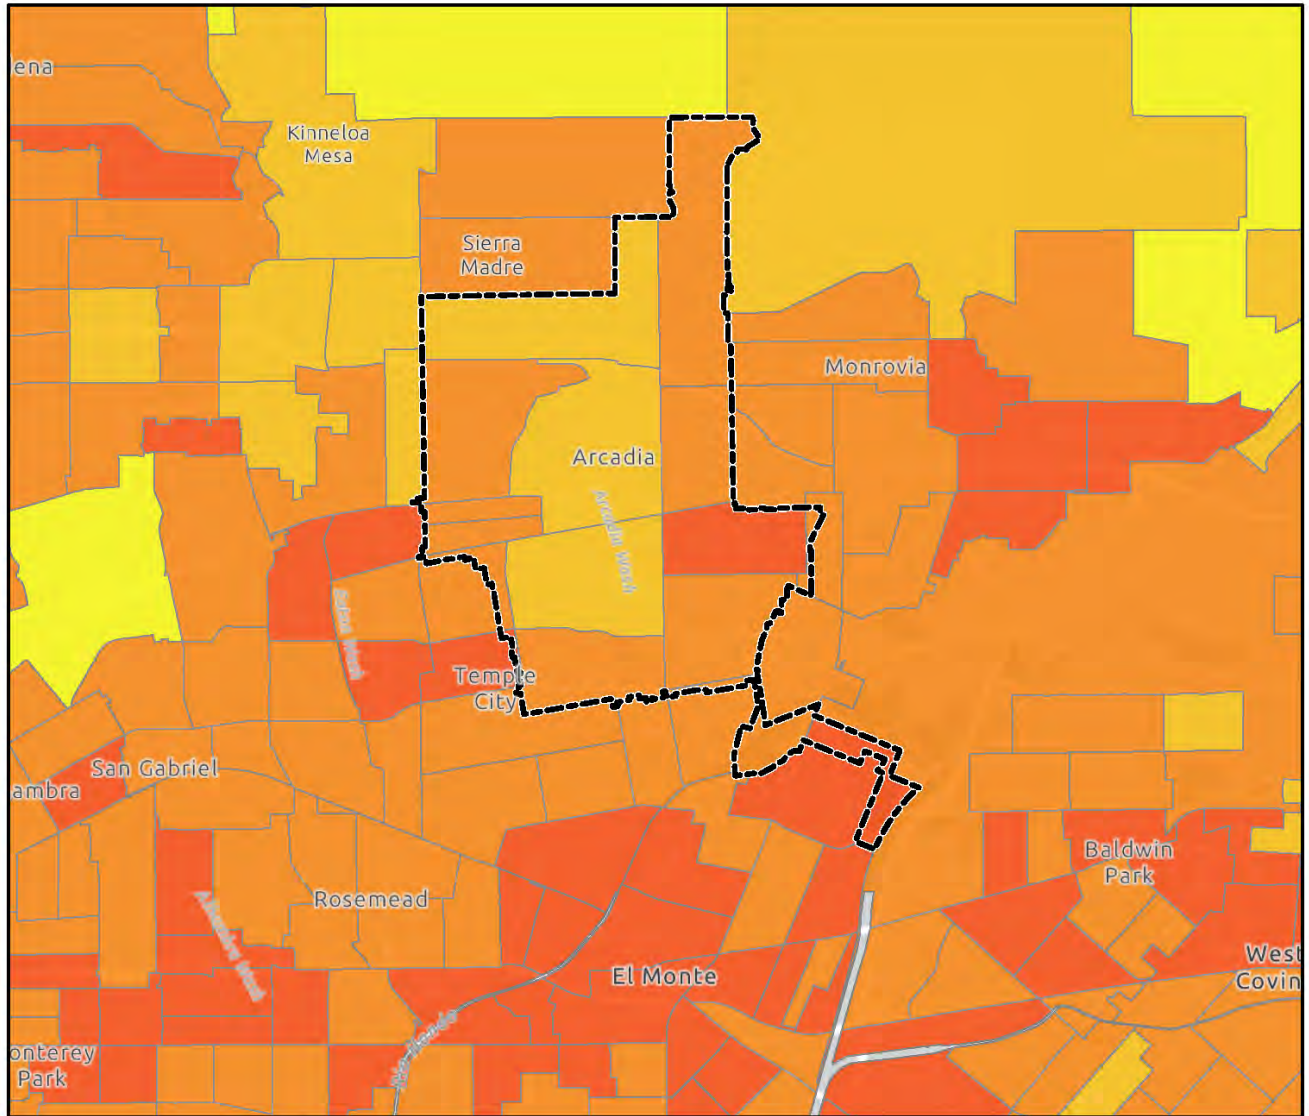 ena
Kinneloa
Mesa
Sierra
Madre
Monrovia
Arcadia
Arcadia Wash
Temple
City
San Gabriel
ambra
Baldwin
Park
Rosemead
El Monte
West
Covin
onterey
Park